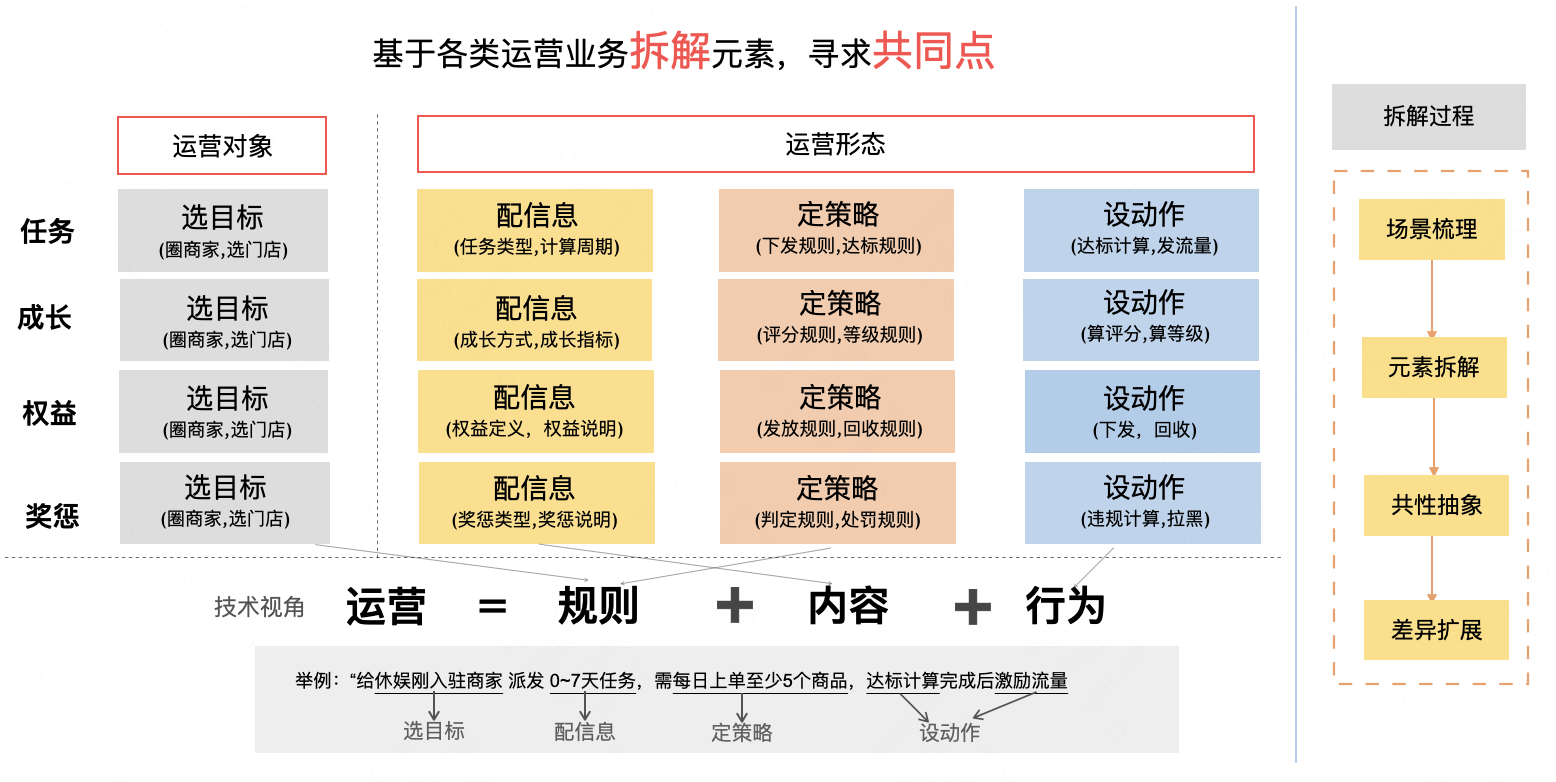 基于各类运营业务拆解元素，寻求共同点
运营对象
运营形态
任务
选目标
(圈商家,选门店)
配信息
(任务类型,计算周期)
定策略
(下发规则,达标规则)
设动作
(达标计算,发流量)
成长
选目标
(圈商家,选门店)
配信息
(成长方式,成长指标)
定策略
(评分规则,等级规则)
设动作
(算评分,算等级)
权益
选目标
(圈商家,选门店)
配信息
(权益定义，权益说明)
定策略
(发放规则,回收规则)
设动作
(下发，回收)
奖惩
选目标
(圈商家,选门店)
配信息
(奖惩类型,奖惩说明)
定策略
(判定规则,处罚规则)
设动作
(违规计算,拉黑)
技术视角 运营 = 规则 + 内容 + 行为
举例：“给休娱刚入驻商家 派发 0~7天任务，需每日上单至少5个商品，达标计算完成后激励流量
选目标 配信息 定策略 设动作
拆解过程
场景梳理
元素拆解
共性抽象
差异扩展